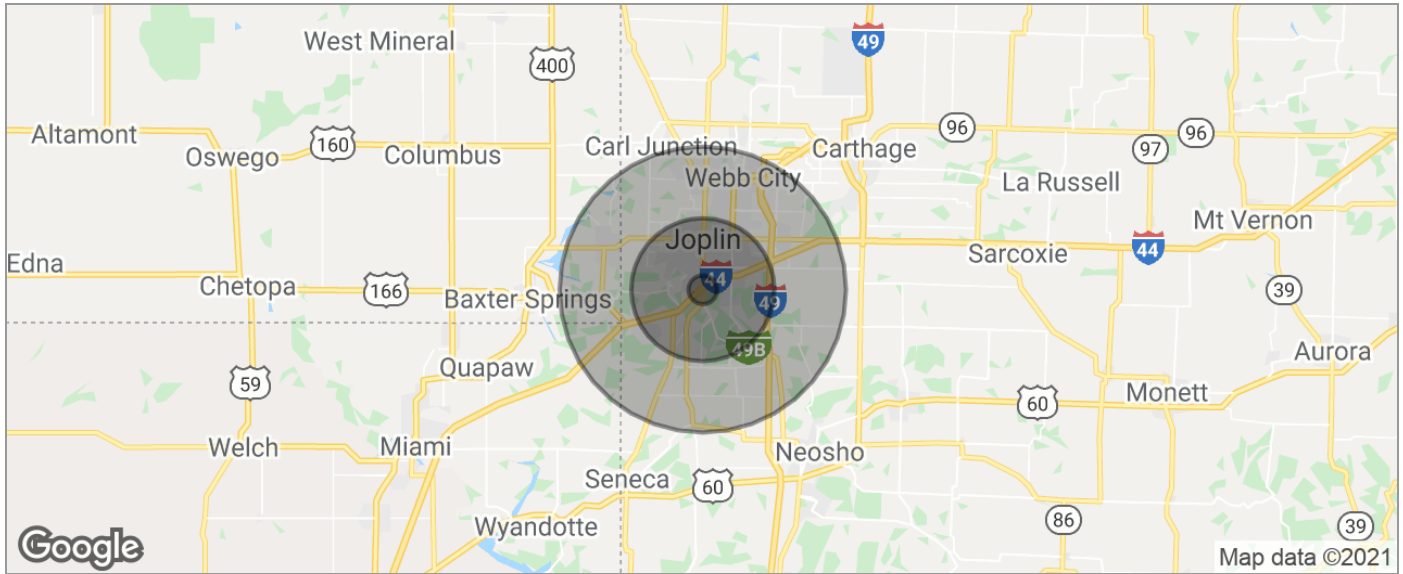 West Mineral
49
400
Altamont
160
Oswego
Columbus
Carl Junction
Carthage
96
96
97
Webb City
La Russell
Mt Vernon
Joplin
Sarcoxie
44
Edna
Chetopa
166
Baxter Springs
44
49
39
49B
Aurora
Quapaw
59
Monett
60
Welch
Miami
Neosho
Seneca
60
Wyandotte
86
39
Google
Map data ©2021